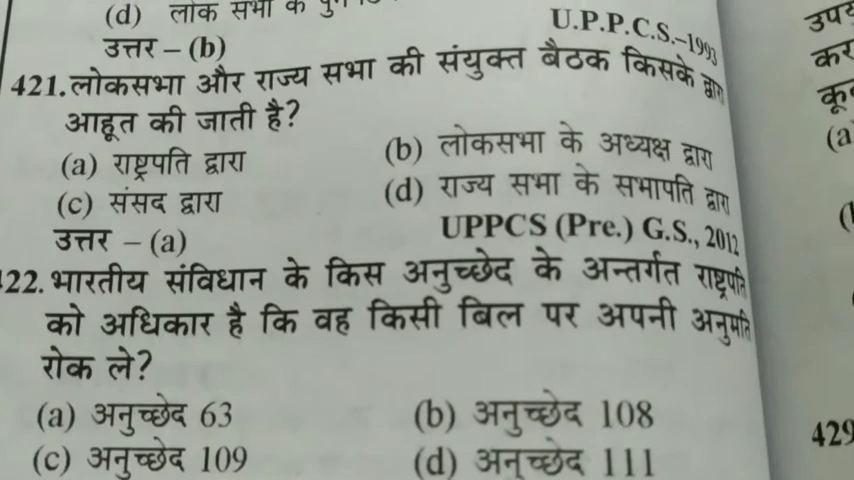 (d) लोक सभा के
U.P.P.C.S.–1993
उत्तर – (b)
421. लोकसभा और राज्य सभा की संयुक्त बैठक किसके द्वारा
आहूत की जाती है?
(a) राष्ट्रपति द्वारा
(b) लोकसभा के अध्यक्ष द्वारा
(c) संसद द्वारा
(d) राज्य सभा के सभापति द्वारा
उत्तर – (a)
UPPCS (Pre.) G.S., 2012
22. भारतीय संविधान के किस अनुच्छेद के अन्तर्गत राष्ट्रपति
को अधिकार है कि वह किसी बिल पर अपनी अनुमति
रोक ले?
(a) अनुच्छेद 63
(b) अनुच्छेद 108
(c) अनुच्छेद 109
(d) अनुच्छेद 111
(a
429